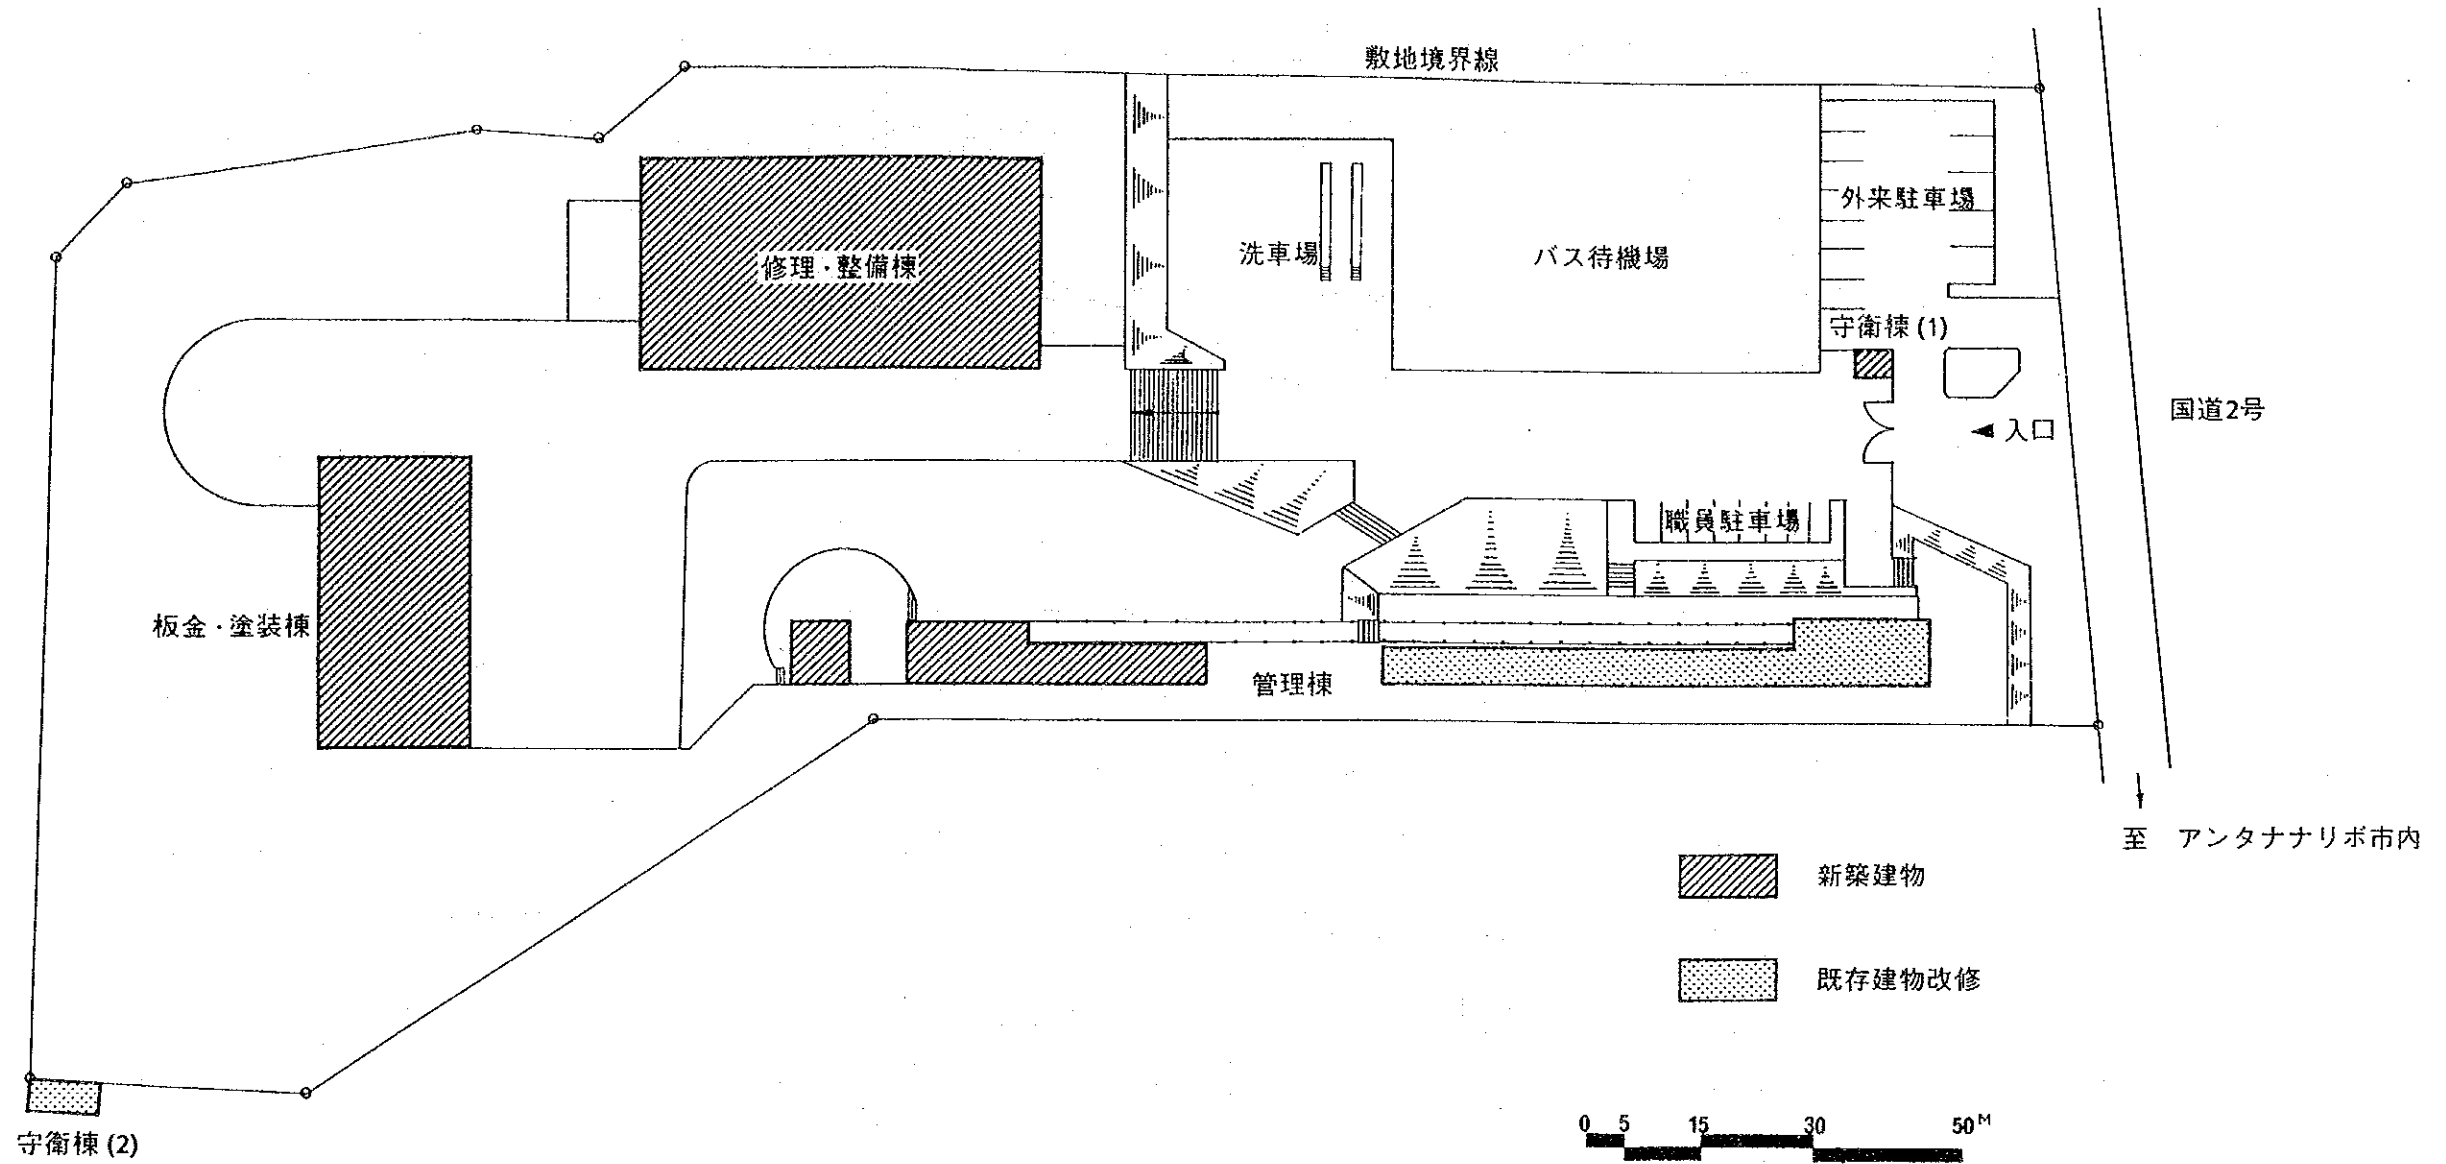 敷地境界線
外来駐車場
修理・整備棟
洗車場
バス待機場
守衛棟(1)
国道2号
入口
職員駐車場
板金・塗装棟
管理棟
至 アンタナナリボ市内
新築建物
既存建物改修
0 5 15 30 50M
守衛棟(2)